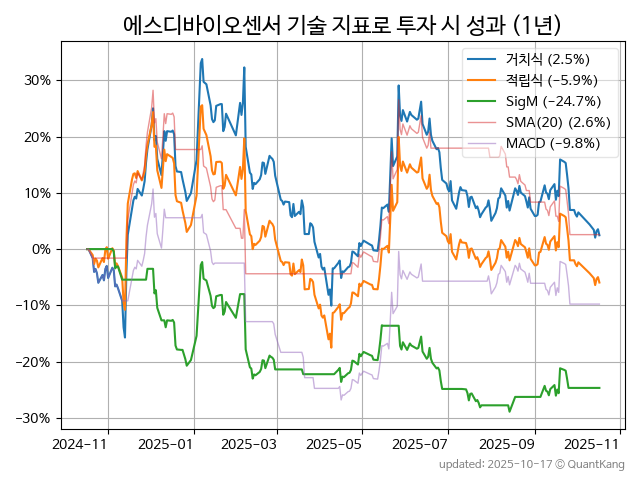 에스디바이오센서 기술 지표로 투자 시 성과 (1년)
거치식 (2.5%)
적립식 (−5.9%)
SigM (−24.7%)
SMA(20) (2.6%)
MACD (−9.8%)
30%
20%
10%
0%
−10%
−20%
−30%
2024-11 2025-01 2025-03 2025-05 2025-07 2025-09 2025-11
updated: 2025-10-17 © QuantKang